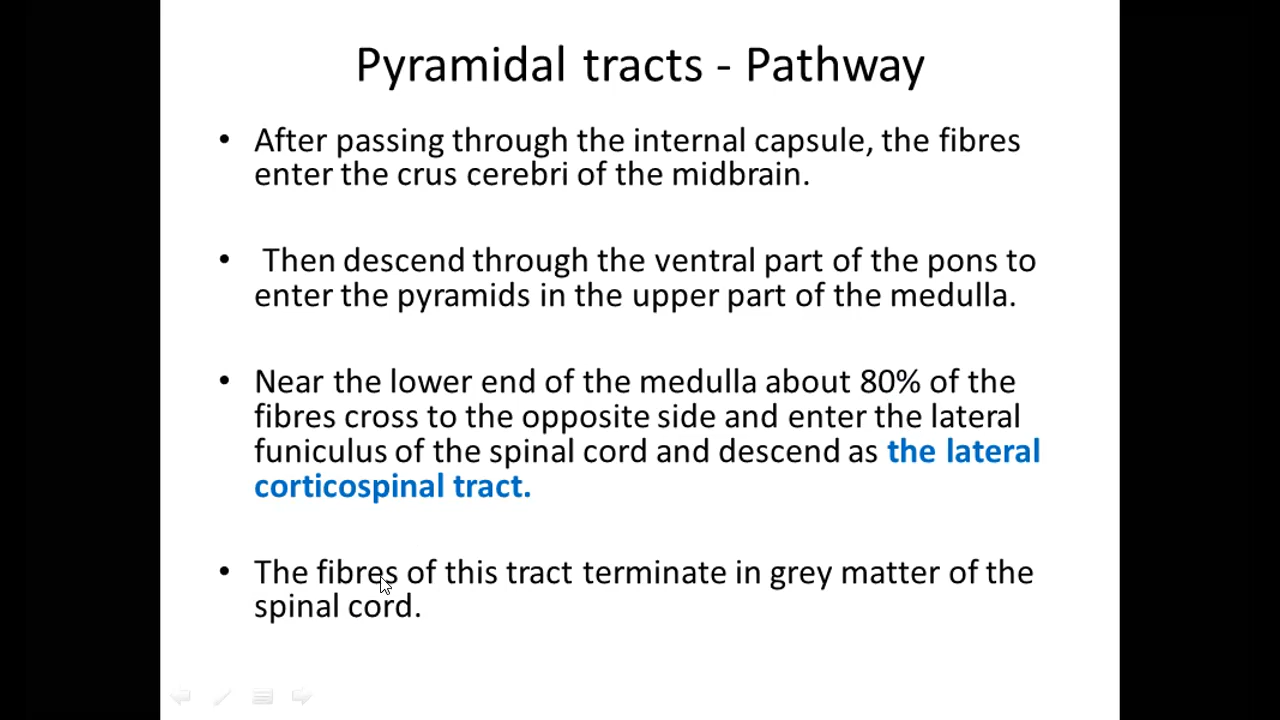 Pyramidal tracts - Pathway
• After passing through the internal capsule, the fibres
enter the crus cerebri of the midbrain.
• Then descend through the ventral part of the pons to
enter the pyramids in the upper part of the medulla.
• Near the lower end of the medulla about 80% of the
fibres cross to the opposite side and enter the lateral
funiculus of the spinal cord and descend as the lateral
corticospinal tract.
• The fibres of this tract terminate in grey matter of the
spinal cord.